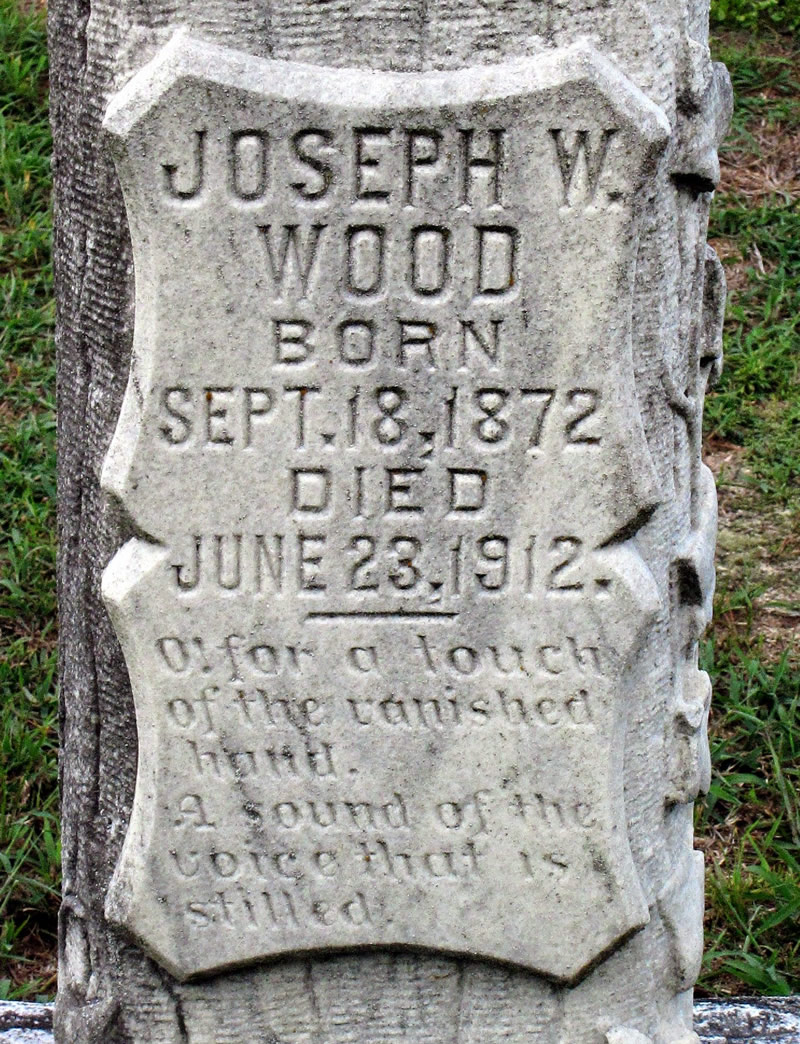 JOSEPH W.
WOOD
BORN
SEPT. 18, 1872
DIED
JUNE 23, 1912.
O! for a touch
of the vanished
hand.
A sound of the
voice that is
stilled.